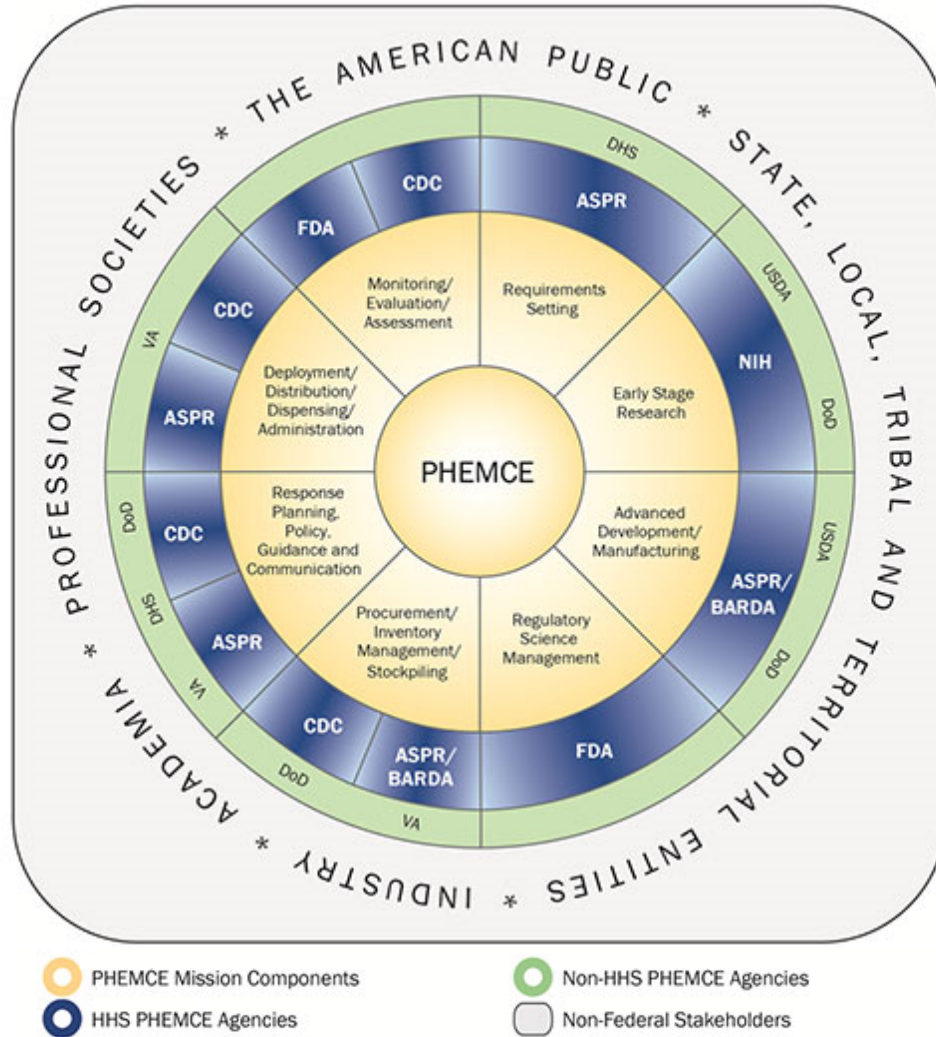 * THE AMERICAN PUBLIC * STATE, LOCAL, TRIBAL AND TERRITORIAL ENTITIES * INDUSTRY * ACADEMIA * PROFESSIONAL SOCIETIES
DHS
USDA
DoD
USDA
DoD
VA
DoD
VA
DHS
DoD
VA
ASPR
NIH
ASPR/
BARDA
FDA
ASPR/
BARDA
CDC
ASPR
CDC
ASPR
CDC
FDA
CDC
Requirements
Setting
Early Stage
Research
Advanced
Development/
Manufacturing
Regulatory
Science
Management
Procurement/
Inventory
Management/
Stockpiling
Response
Planning,
Policy,
Guidance and
Communication
Deployment/
Distribution/
Dispensing/
Administration
Monitoring/
Evaluation/
Assessment
PHEMCE
PHEMCE Mission Components
HHS PHEMCE Agencies
Non-HHS PHEMCE Agencies
Non-Federal Stakeholders